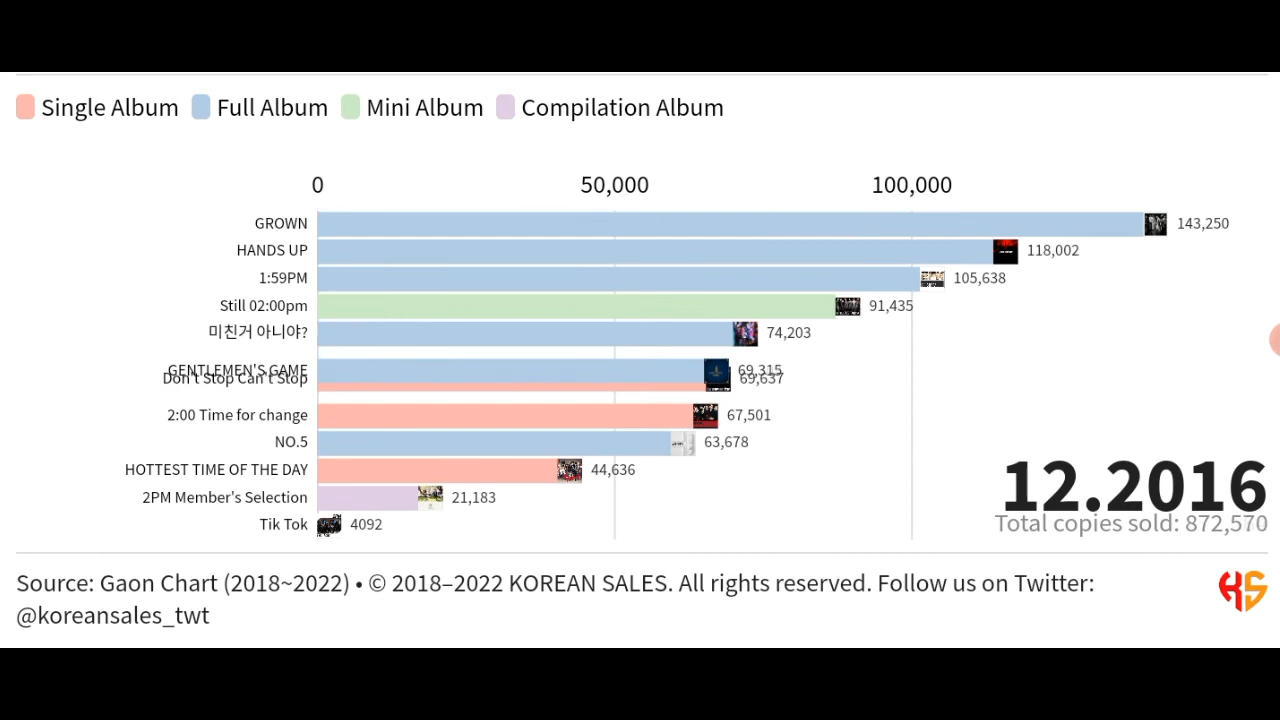 Single Album Full Album Mini Album Compilation Album
0 50,000 100,000
GROWN 143,250
HANDS UP 118,002
1:59PM 105,638
Still 02:00pm 91,435
미친거 아니야? 74,203
GENTLEMEN'S GAME 69,315
Don't Stop Can't Stop 69,637
2:00 Time for change 67,501
NO.5 63,678
HOTTEST TIME OF THE DAY 44,636
2PM Member's Selection 21,183
Tik Tok 4092
12.2016
Total copies sold: 872,570
Source: Gaon Chart (2018~2022) • © 2018–2022 KOREAN SALES. All rights reserved. Follow us on Twitter:
@koreansales_twt
KS